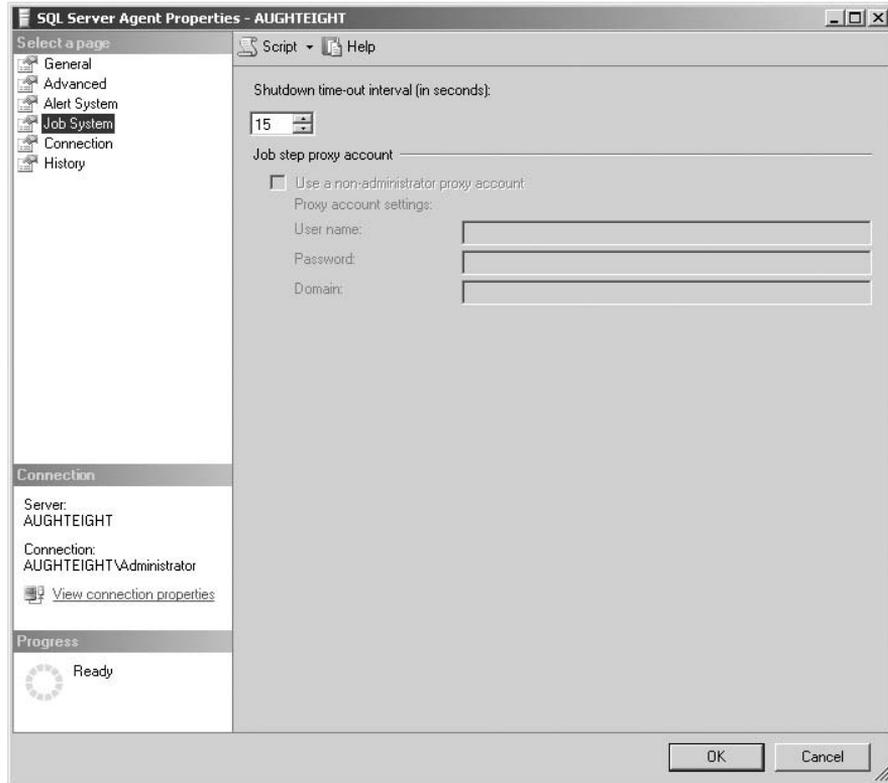 SQL Server Agent Properties - AUGHTEIGHT
Select a page
General
Advanced
Alert System
Job System
Connection
History
Script
Help
Shutdown time-out interval (in seconds):
15
Job step proxy account
Use a non-administrator proxy account
Proxy account settings:
User name:
Password:
Domain:
Connection
Server:
AUGHTEIGHT
Connection:
AUGHTEIGHT\Administrator
View connection properties
Progress
Ready
OK
Cancel